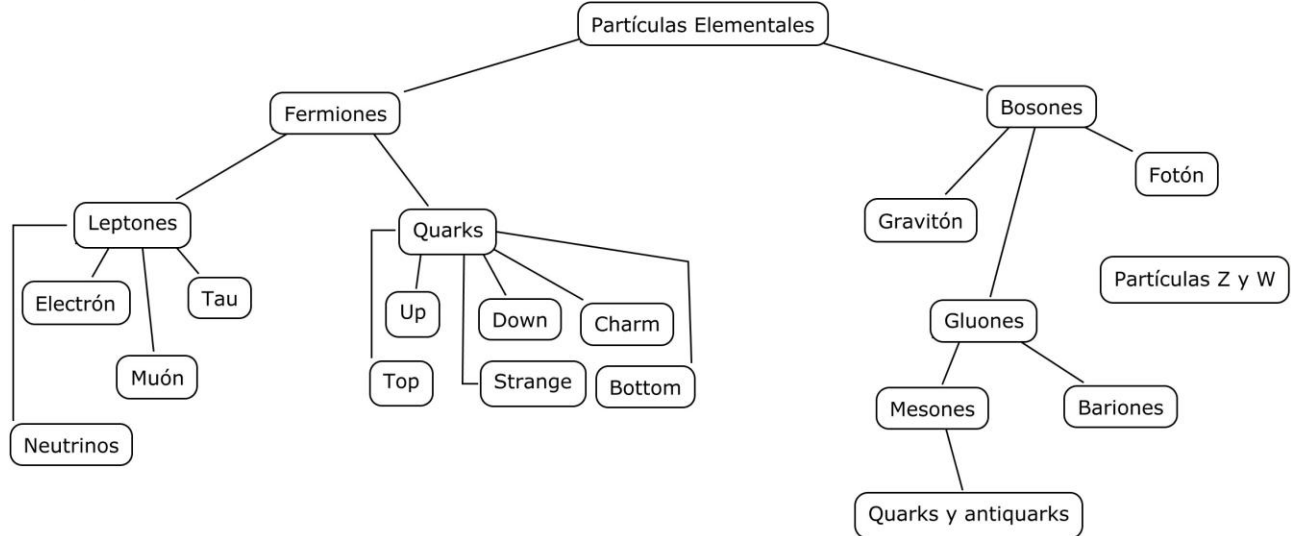 Partículas Elementales
Fermiones
Bosones
Fotón
Gravitón
Leptones
Quarks
Partículas Z y W
Electrón
Tau
Up
Down
Charm
Gluones
Muón
Top
Strange
Bottom
Mesones
Bariones
Neutrinos
Quarks y antiquarks